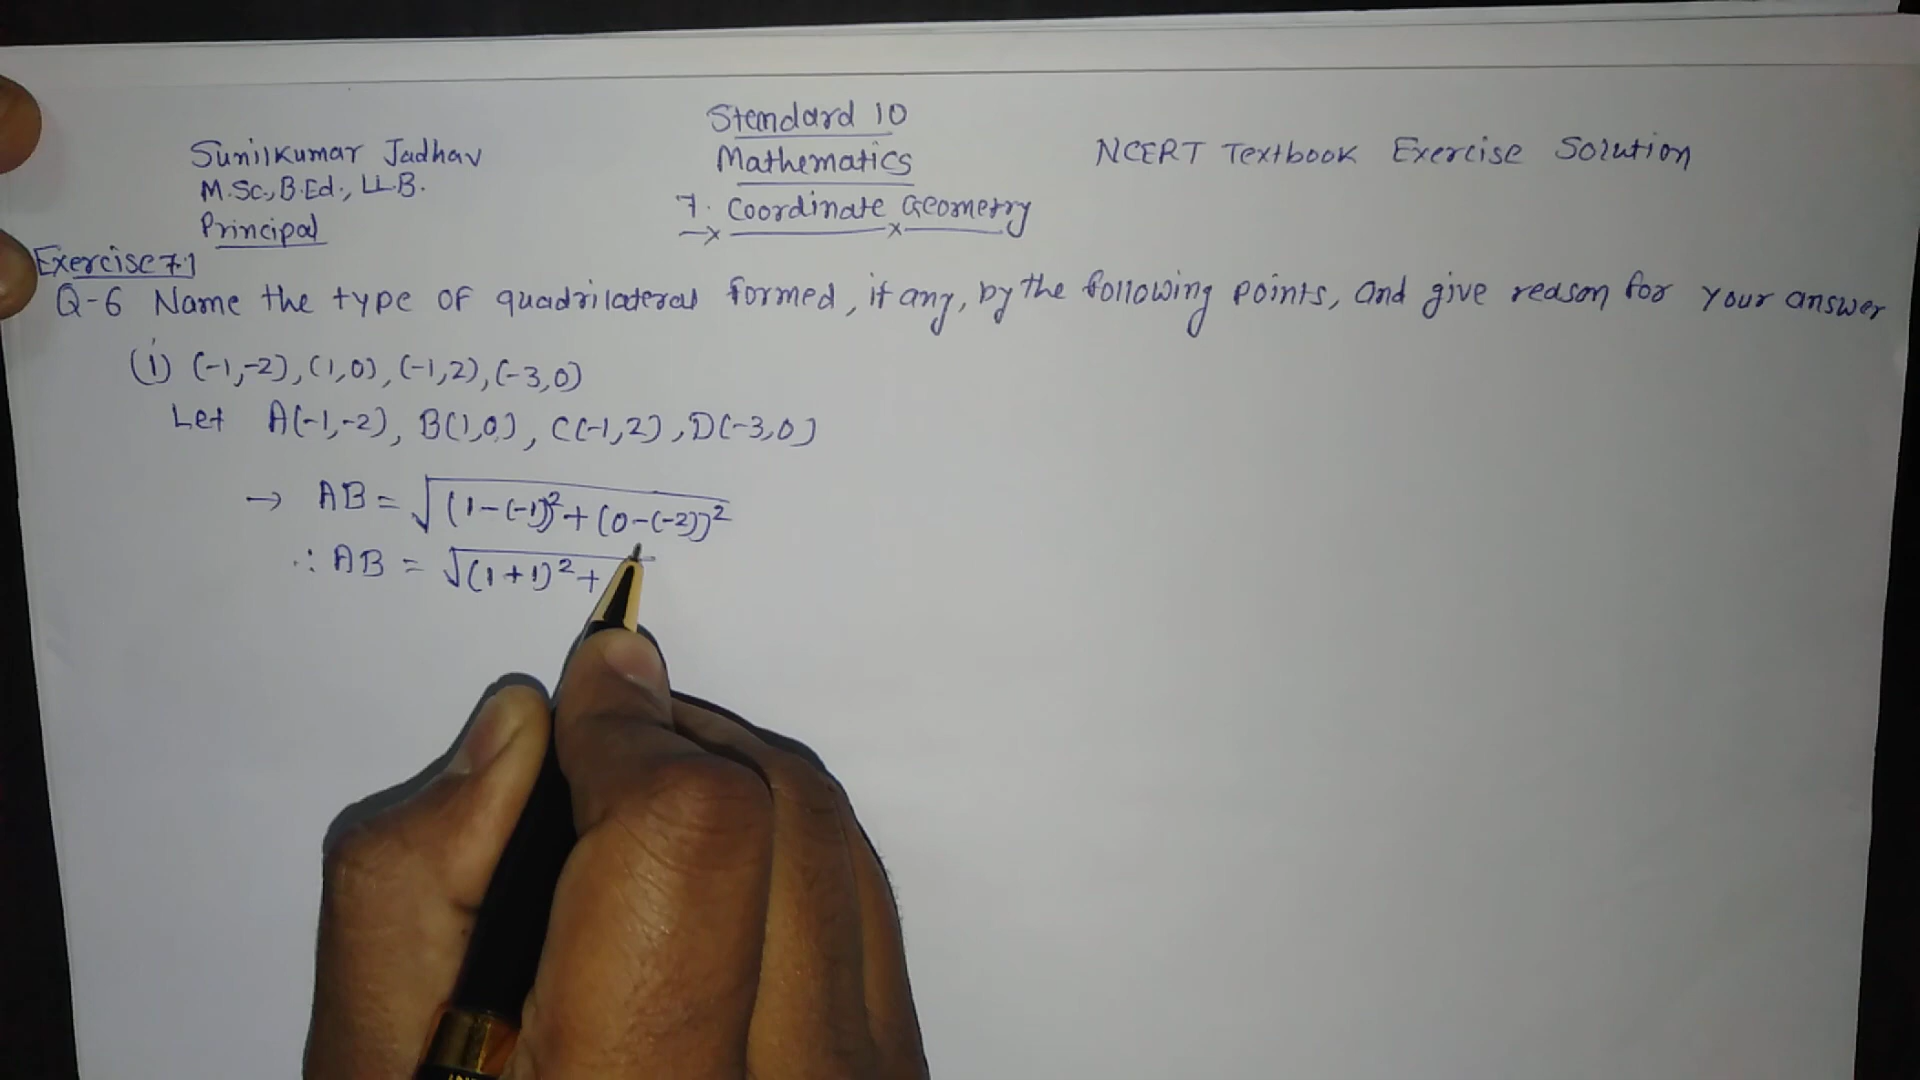 Standard 10
Sunilkumar Jadhav
Mathematics
NCERT Textbook Exercise Solution
M.Sc., B.Ed., LL.B.
7. Coordinate Geometry
Principal
Exercise 7.1
Q-6 Name the type of quadrilateral formed, if any, by the following points, and give reason for your answer
(i) (-1,-2), (1,0), (-1,2), (-3,0)
Let A(-1,-2), B(1,0), C(-1,2), D(-3,0)
→ AB = √(1-(-1))²+(0-(-2))²
∴ AB = √(1+1)²+